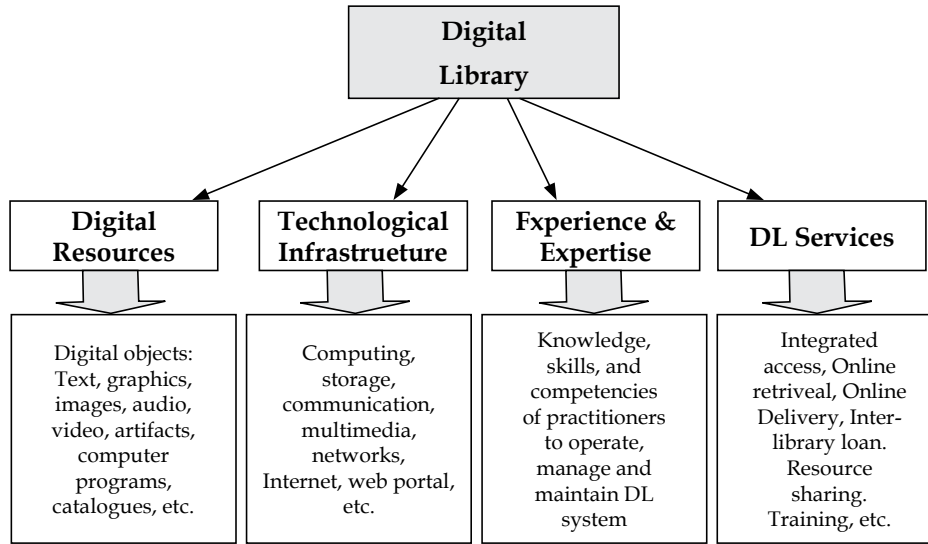 Digital
Library
Digital
Resources
Technological
Infrastrueture
Fxperience &
Expertise
DL Services
Digital objects:
Text, graphics,
images, audio,
video, artifacts,
computer
programs,
catalogues, etc.
Computing,
storage,
communication,
multimedia,
networks,
Internet, web portal,
etc.
Knowledge,
skills, and
competencies
of practitioners
to operate,
manage and
maintain DL
system
Integrated
access, Online
retriveal, Online
Delivery, Inter-
library loan.
Resource
sharing.
Training, etc.